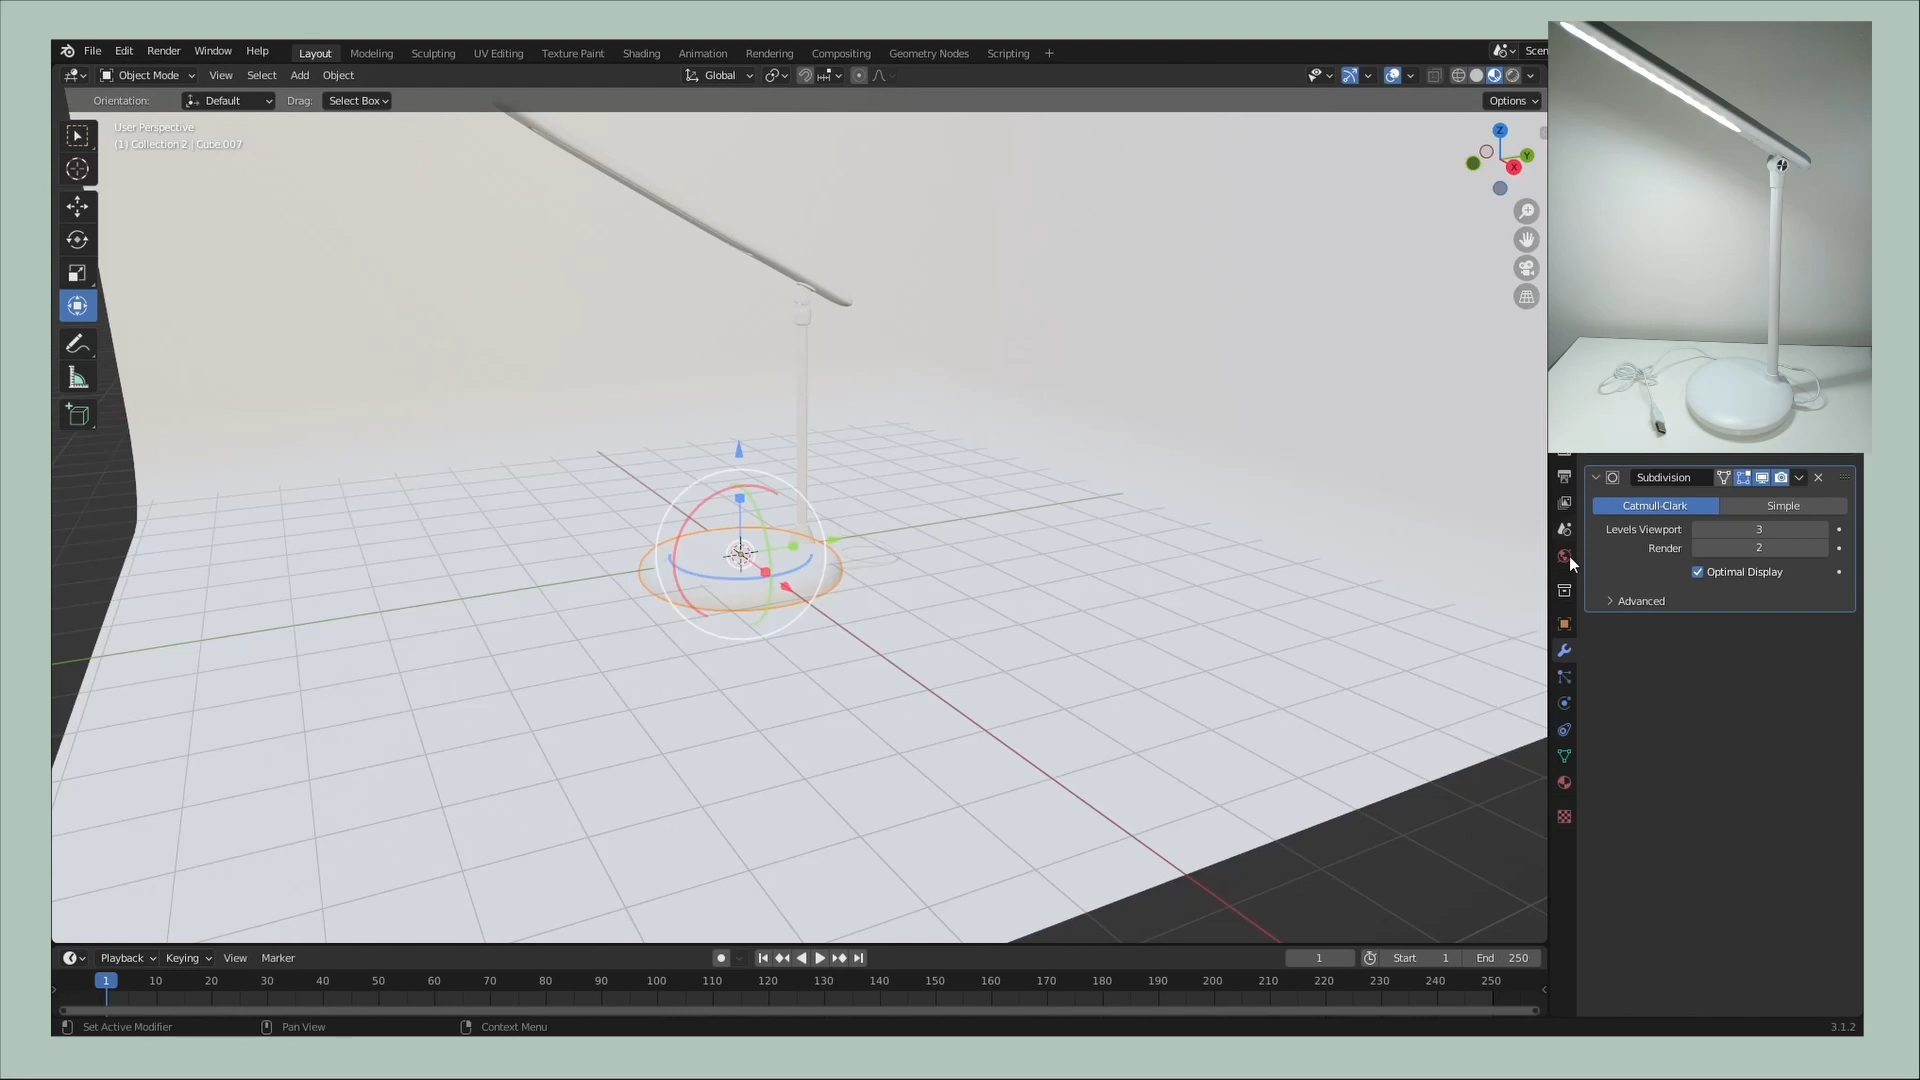 File Edit Render Window Help Layout Modeling Sculpting UV Editing Texture Paint Shading Animation Rendering Compositing Geometry Nodes Scripting + Scen
Object Mode View Select Add Object Global
Orientation: Default Drag: Select Box Options
User Perspective
(1) Collection 2 | Cube.007
Z
Y
X
Subdivision
Catmull-Clark Simple
Levels Viewport 3
Render 2
Optimal Display
Advanced
Playback Keying View Marker 1 Start 1 End 250
1 10 20 30 40 50 60 70 80 90 100 110 120 130 140 150 160 170 180 190 200 210 220 230 240 250
Set Active Modifier Pan View Context Menu 3.1.2